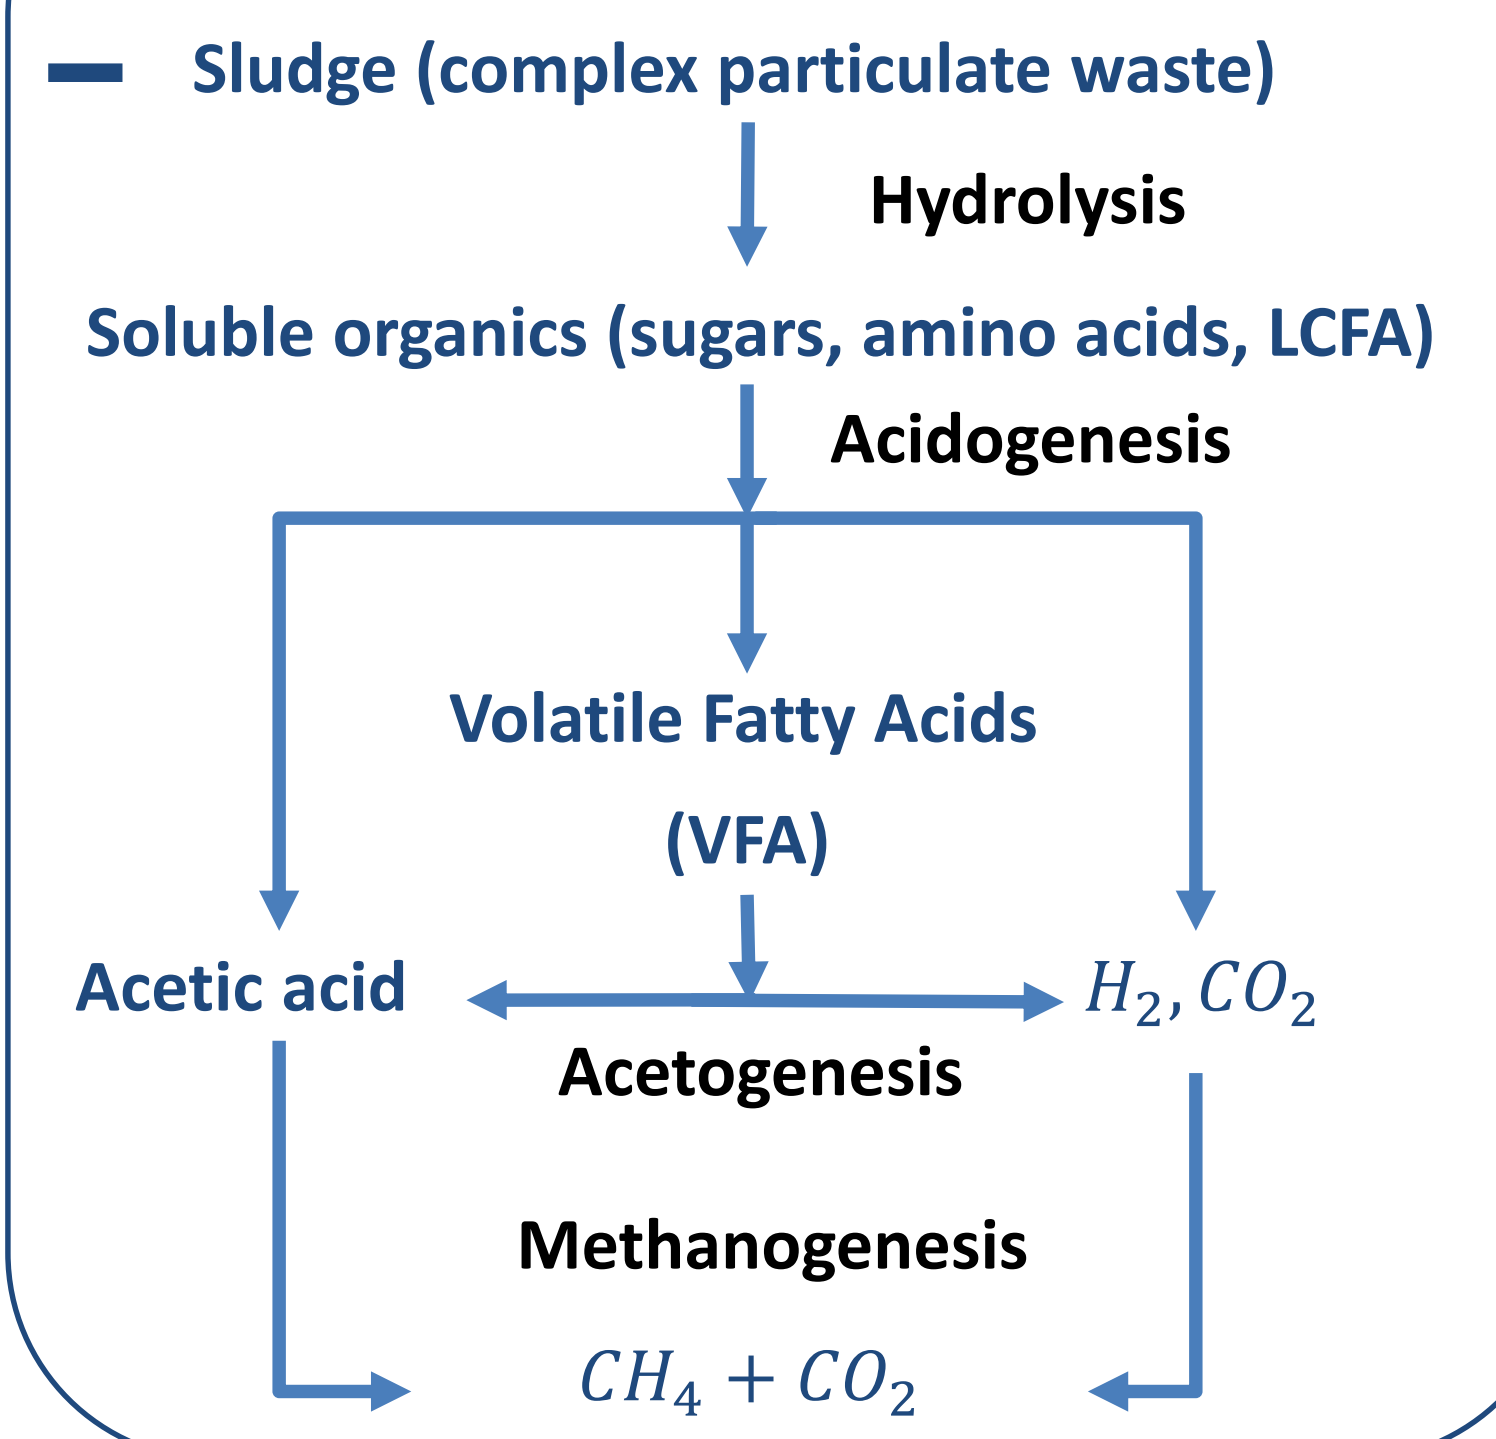 Sludge (complex particulate waste)
Hydrolysis
Soluble organics (sugars, amino acids, LCFA)
Acidogenesis
Volatile Fatty Acids
(VFA)
Acetic acid
H₂, CO₂
Acetogenesis
Methanogenesis
CH₄ + CO₂